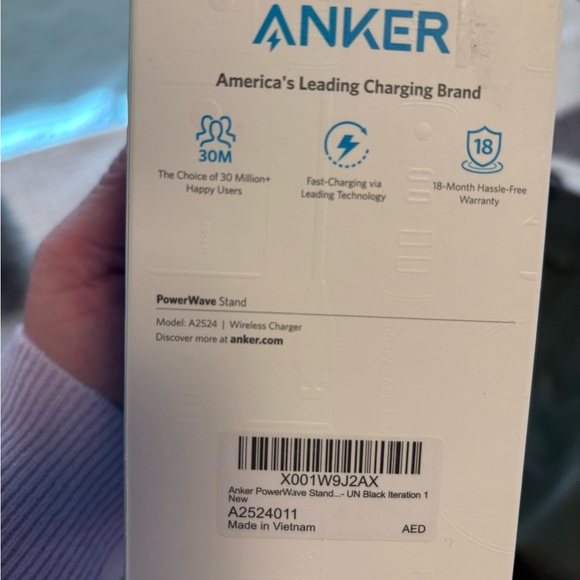 ANKER
America's Leading Charging Brand
30M
The Choice of 30 Million+
Happy Users
Fast-Charging via
Leading Technology
18
18-Month Hassle-Free
Warranty
PowerWave Stand
Model: A2524 | Wireless Charger
Discover more at anker.com
X001W9J2AX
Anker PowerWave Stand...- UN Black Iteration 1
New
A2524011
Made in Vietnam
AED